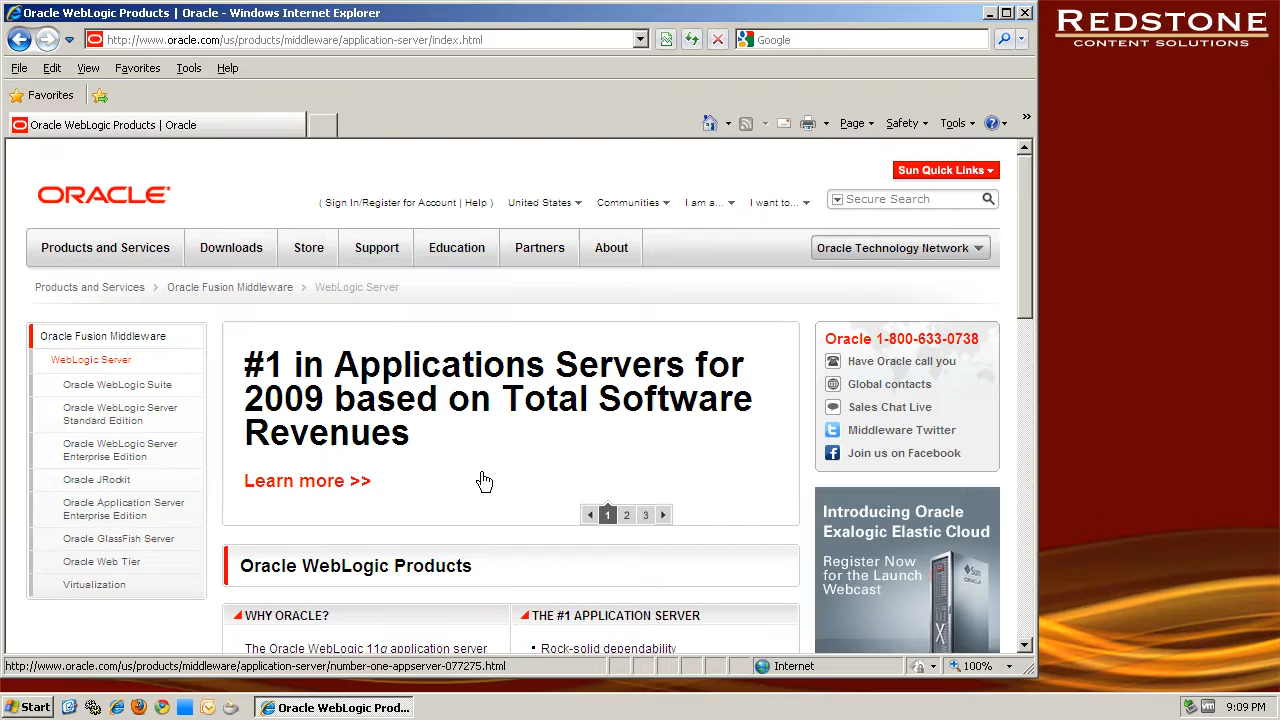 Oracle WebLogic Products | Oracle - Windows Internet Explorer
REDSTONE
CONTENT SOLUTIONS
http://www.oracle.com/us/products/middleware/application-server/index.html
Google
File Edit View Favorites Tools Help
Favorites
Oracle WebLogic Products | Oracle
Page Safety Tools
Sun Quick Links
ORACLE
( Sign In/Register for Account | Help ) United States Communities I am a... I want to... Secure Search
Products and Services Downloads Store Support Education Partners About Oracle Technology Network
Products and Services > Oracle Fusion Middleware > WebLogic Server
Oracle Fusion Middleware
WebLogic Server
Oracle WebLogic Suite
Oracle WebLogic Server
Standard Edition
Oracle WebLogic Server
Enterprise Edition
Oracle JRockit
Oracle Application Server
Enterprise Edition
Oracle GlassFish Server
Oracle Web Tier
Virtualization
#1 in Applications Servers for
2009 based on Total Software
Revenues
Learn more >>
1 2 3
Oracle WebLogic Products
WHY ORACLE?
The Oracle WebLogic 11g application server
THE #1 APPLICATION SERVER
Rock-solid dependability
Oracle 1-800-633-0738
Have Oracle call you
Global contacts
Sales Chat Live
Middleware Twitter
Join us on Facebook
Introducing Oracle
Exalogic Elastic Cloud
Register Now
for the Launch
Webcast
Sun
X
http://www.oracle.com/us/products/middleware/application-server/number-one-appserver-077275.html
Internet
100%
Start
Oracle WebLogic Prod...
9:09 PM